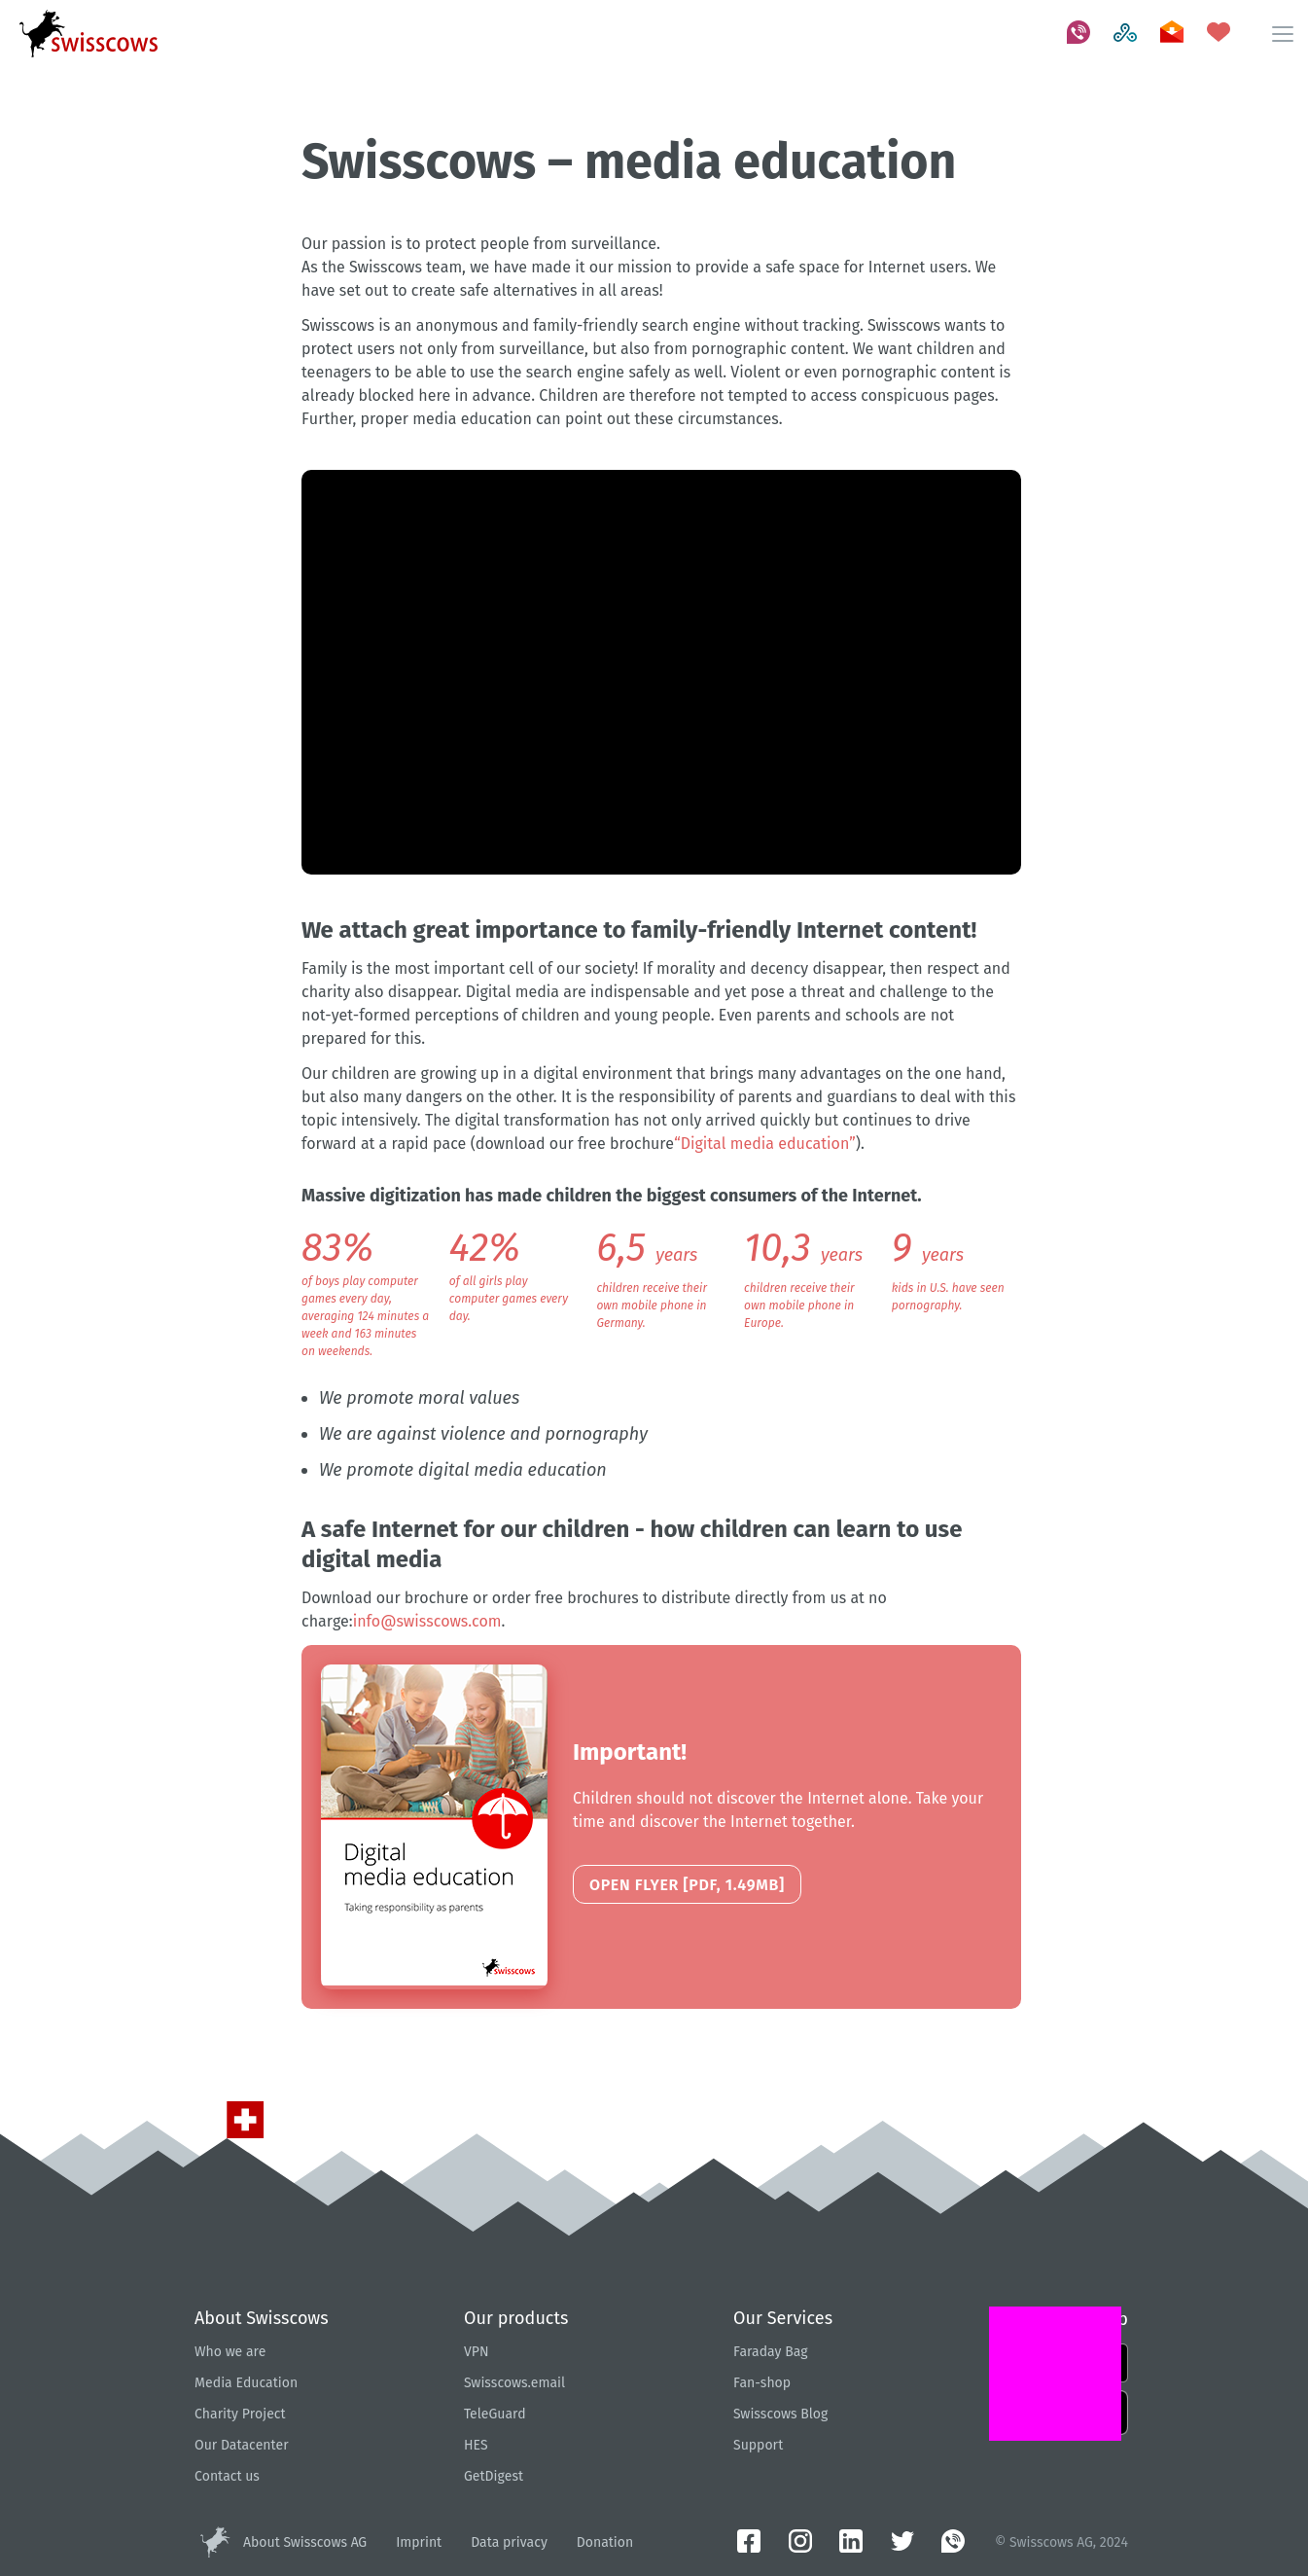 swisscows
Swisscows – media education
Our passion is to protect people from surveillance.
As the Swisscows team, we have made it our mission to provide a safe space for Internet users. We
have set out to create safe alternatives in all areas!
Swisscows is an anonymous and family-friendly search engine without tracking. Swisscows wants to
protect users not only from surveillance, but also from pornographic content. We want children and
teenagers to be able to use the search engine safely as well. Violent or even pornographic content is
already blocked here in advance. Children are therefore not tempted to access conspicuous pages.
Further, proper media education can point out these circumstances.
We attach great importance to family-friendly Internet content!
Family is the most important cell of our society! If morality and decency disappear, then respect and
charity also disappear. Digital media are indispensable and yet pose a threat and challenge to the
not-yet-formed perceptions of children and young people. Even parents and schools are not
prepared for this.
Our children are growing up in a digital environment that brings many advantages on the one hand,
but also many dangers on the other. It is the responsibility of parents and guardians to deal with this
topic intensively. The digital transformation has not only arrived quickly but continues to drive
forward at a rapid pace (download our free brochure“Digital media education”).
Massive digitization has made children the biggest consumers of the Internet.
83%
of boys play computer
games every day,
averaging 124 minutes a
week and 163 minutes
on weekends.
42%
of all girls play
computer games every
day.
6,5 years
children receive their
own mobile phone in
Germany.
10,3 years
children receive their
own mobile phone in
Europe.
9 years
kids in U.S. have seen
pornography.
We promote moral values
We are against violence and pornography
We promote digital media education
A safe Internet for our children - how children can learn to use
digital media
Download our brochure or order free brochures to distribute directly from us at no
charge:info@swisscows.com.
Digital
media education
Taking responsibility as parents
swisscows
Important!
Children should not discover the Internet alone. Take your
time and discover the Internet together.
OPEN FLYER [PDF, 1.49MB]
About Swisscows
Who we are
Media Education
Charity Project
Our Datacenter
Contact us
Our products
VPN
Swisscows.email
TeleGuard
HES
GetDigest
Our Services
Faraday Bag
Fan-shop
Swisscows Blog
Support
About Swisscows AG
Imprint
Data privacy
Donation
© Swisscows AG, 2024